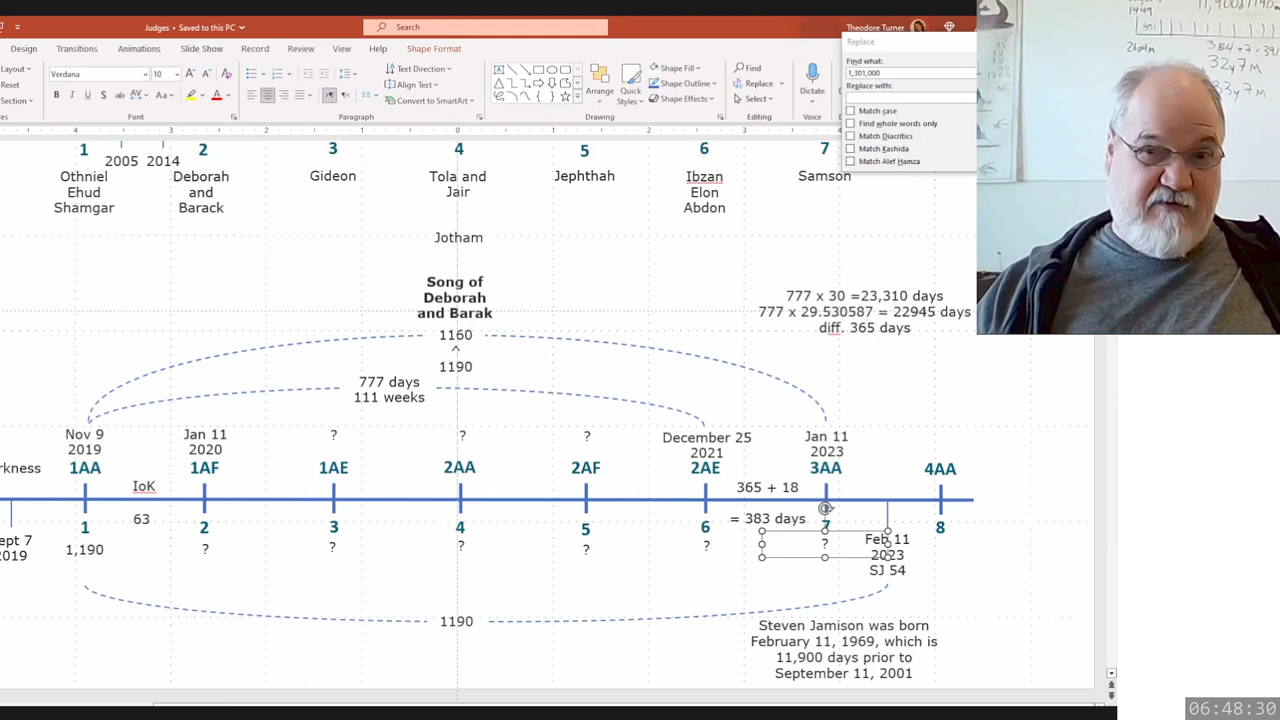 Judges • Saved to this PC
Search
Theodore Turner
Design Transitions Animations Slide Show Record Review View Help Shape Format
Replace
Find what:
1,301,000
Replace with:
Match case
Find whole words only
Match Diacritics
Match Kashida
Match Alef Hamza
Layout
Reset
Section
Verdana 10
Font
Text Direction
Align Text
Convert to SmartArt
Paragraph
Arrange
Quick Styles
Shape Fill
Shape Outline
Shape Effects
Drawing
Find
Replace
Select
Editing
Dictate
Voice
1 2005 2014 2 3 4 5 6 7
Othniel
Ehud
Shamgar
Deborah
and
Barack
Gideon
Tola and
Jair
Jephthah
Ibzan
Elon
Abdon
Samson
Jotham
Song of
Deborah
and Barak
777 x 30 =23,310 days
777 x 29.530587 = 22945 days
diff. 365 days
1160
^
1190
777 days
111 weeks
Nov 9
2019
Jan 11
2020
?
?
?
December 25
2021
Jan 11
2023
rkness 1AA 1AF 1AE 2AA 2AF 2AE 3AA 4AA
IoK
365 + 18
63
= 383 days
1 2 3 4 5 6 7 8
ept 7
2019
1,190 ? ? ? ? ? ?
Feb 11
2023
SJ 54
1190
Steven Jamison was born
February 11, 1969, which is
11,900 days prior to
September 11, 2001
06:48:30